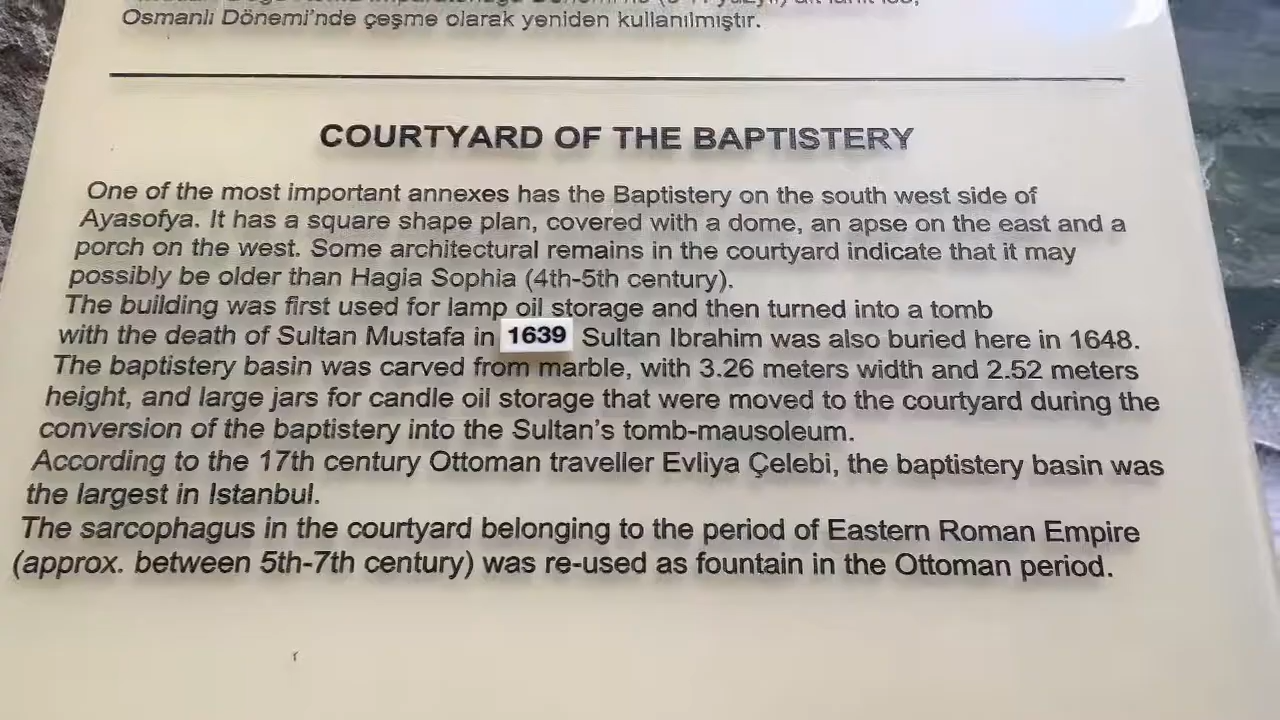 Osmanlı Dönemi'nde çeşme olarak yeniden kullanılmıştır.
COURTYARD OF THE BAPTISTERY
One of the most important annexes has the Baptistery on the south west side of
Ayasofya. It has a square shape plan, covered with a dome, an apse on the east and a
porch on the west. Some architectural remains in the courtyard indicate that it may
possibly be older than Hagia Sophia (4th-5th century).
The building was first used for lamp oil storage and then turned into a tomb
with the death of Sultan Mustafa in 1639 Sultan Ibrahim was also buried here in 1648.
The baptistery basin was carved from marble, with 3.26 meters width and 2.52 meters
height, and large jars for candle oil storage that were moved to the courtyard during the
conversion of the baptistery into the Sultan's tomb-mausoleum.
According to the 17th century Ottoman traveller Evliya Çelebi, the baptistery basin was
the largest in Istanbul.
The sarcophagus in the courtyard belonging to the period of Eastern Roman Empire
(approx. between 5th-7th century) was re-used as fountain in the Ottoman period.